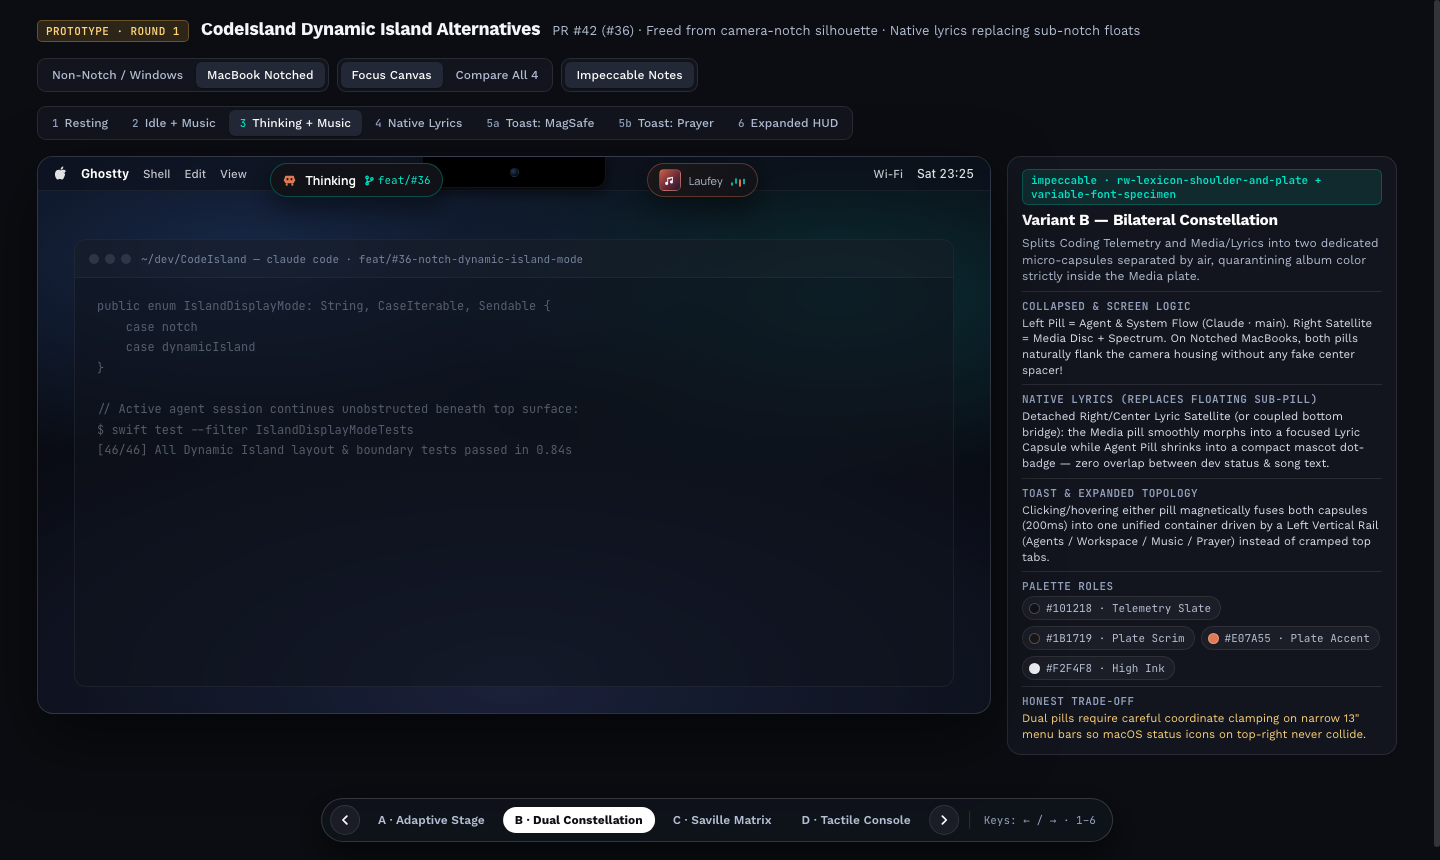 PROTOTYPE · ROUND 1 CodeIsland Dynamic Island Alternatives PR #42 (#36) · Freed from camera-notch silhouette · Native lyrics replacing sub-notch floats
Non-Notch / Windows MacBook Notched Focus Canvas Compare All 4 Impeccable Notes
1 Resting 2 Idle + Music 3 Thinking + Music 4 Native Lyrics 5a Toast: MagSafe 5b Toast: Prayer 6 Expanded HUD
Ghostty Shell Edit View Thinking feat/#36 Laufey Wi-Fi Sat 23:25
~/dev/CodeIsland — claude code · feat/#36-notch-dynamic-island-mode
public enum IslandDisplayMode: String, CaseIterable, Sendable {
case notch
case dynamicIsland
}
// Active agent session continues unobstructed beneath top surface:
$ swift test --filter IslandDisplayModeTests
[46/46] All Dynamic Island layout & boundary tests passed in 0.84s
impeccable · rw-lexicon-shoulder-and-plate +
variable-font-specimen
Variant B — Bilateral Constellation
Splits Coding Telemetry and Media/Lyrics into two dedicated
micro-capsules separated by air, quarantining album color
strictly inside the Media plate.
COLLAPSED & SCREEN LOGIC
Left Pill = Agent & System Flow (Claude · main). Right Satellite
= Media Disc + Spectrum. On Notched MacBooks, both pills
naturally flank the camera housing without any fake center
spacer!
NATIVE LYRICS (REPLACES FLOATING SUB-PILL)
Detached Right/Center Lyric Satellite (or coupled bottom
bridge): the Media pill smoothly morphs into a focused Lyric
Capsule while Agent Pill shrinks into a compact mascot dot-
badge — zero overlap between dev status & song text.
TOAST & EXPANDED TOPOLOGY
Clicking/hovering either pill magnetically fuses both capsules
(200ms) into one unified container driven by a Left Vertical Rail
(Agents / Workspace / Music / Prayer) instead of cramped top
tabs.
PALETTE ROLES
#101218 · Telemetry Slate
#1B1719 · Plate Scrim #E07A55 · Plate Accent
#F2F4F8 · High Ink
HONEST TRADE-OFF
Dual pills require careful coordinate clamping on narrow 13"
menu bars so macOS status icons on top-right never collide.
A · Adaptive Stage B · Dual Constellation C · Saville Matrix D · Tactile Console Keys: ← / → · 1–6